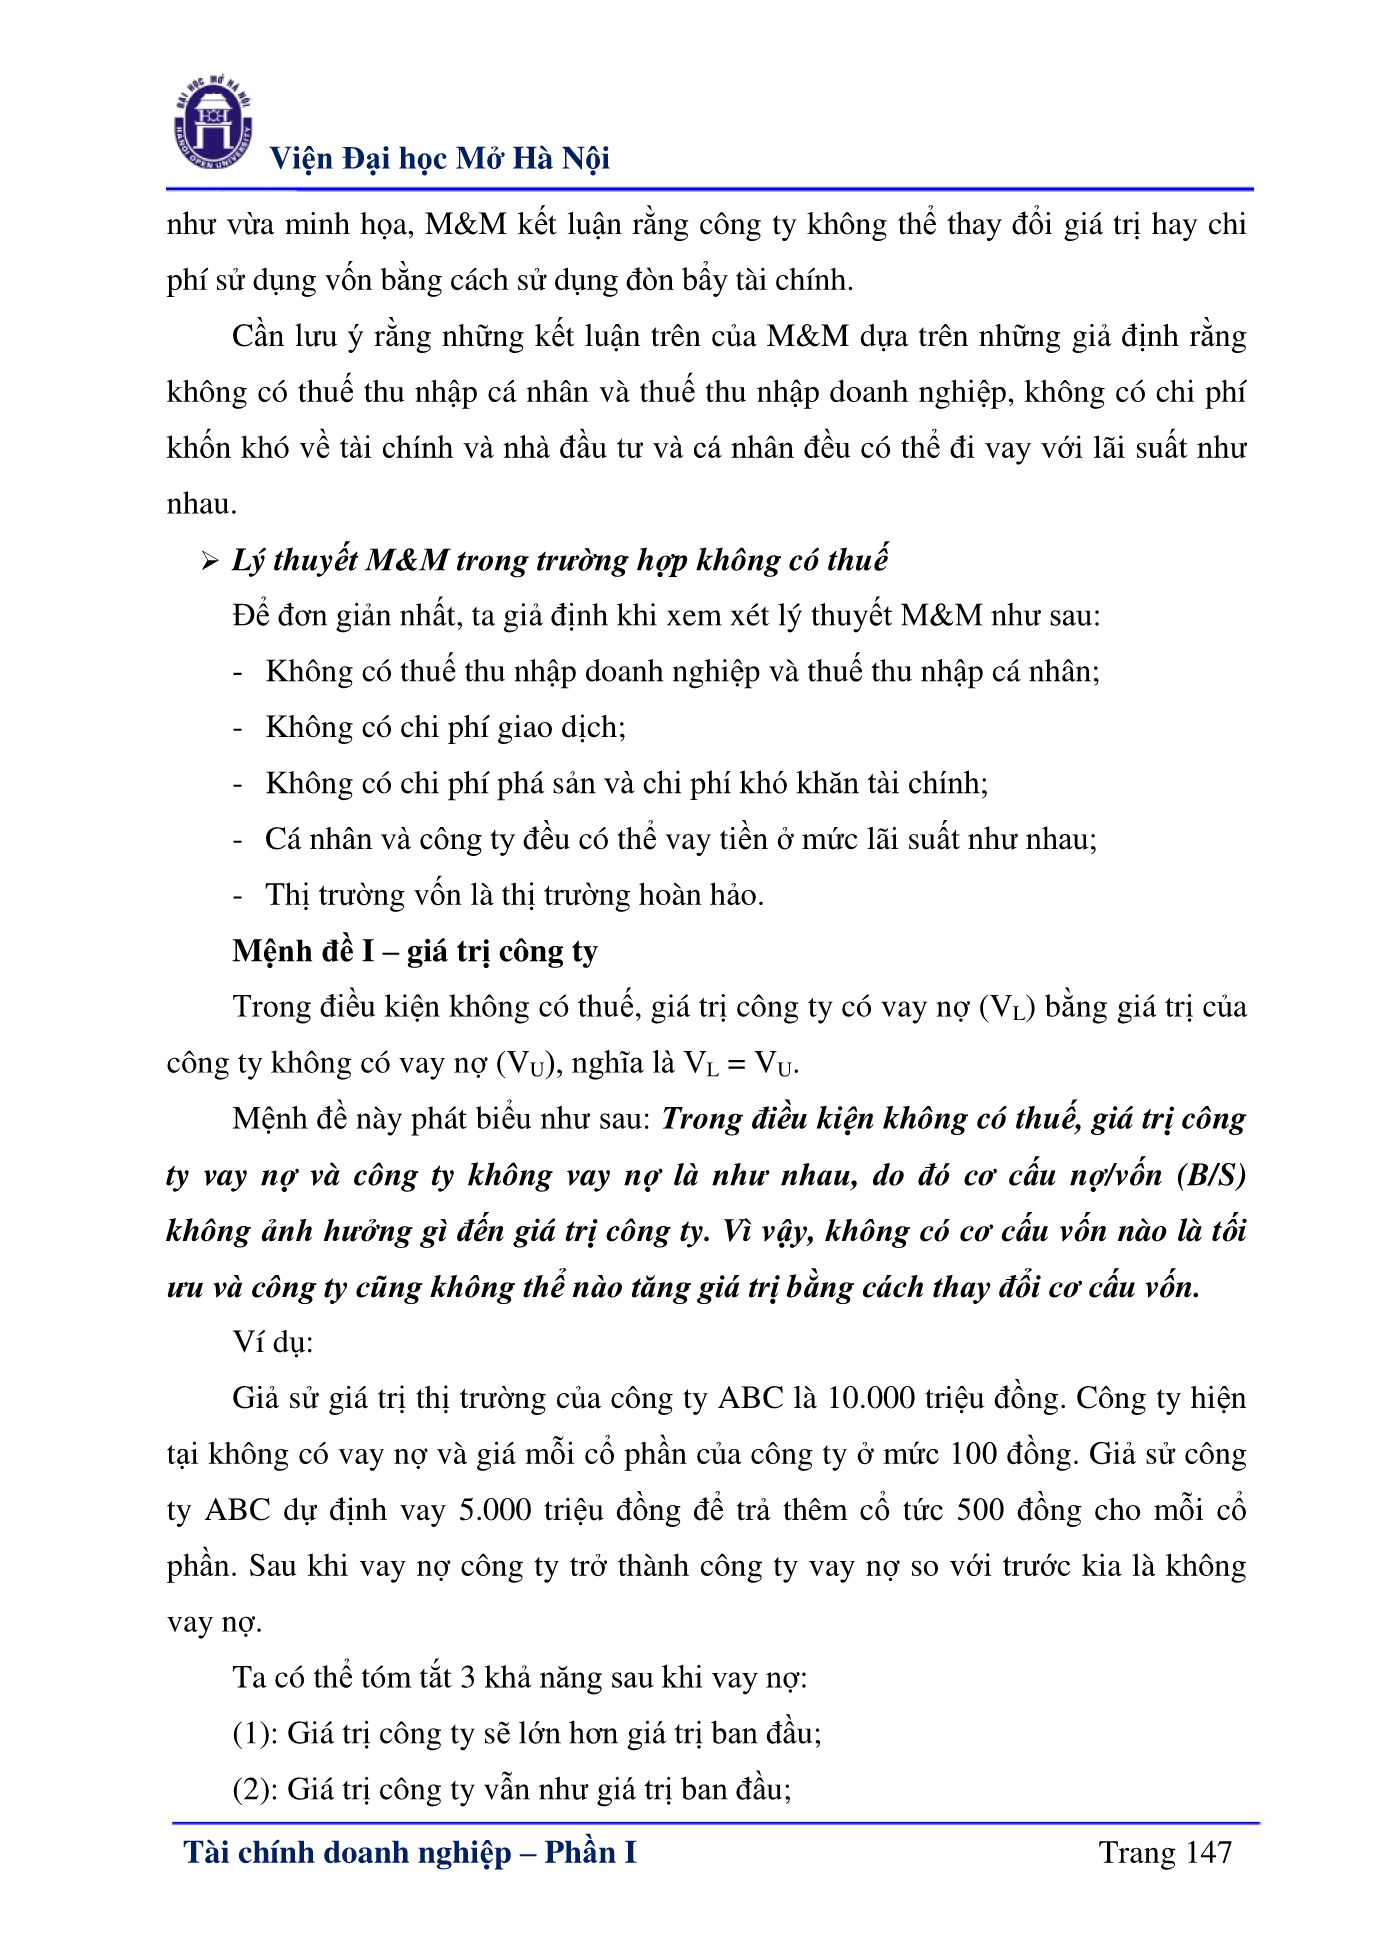 ĐẠI HỌC MỞ HÀ NỘI
HANOI OPEN UNIVERSITY
Viện Đại học Mở Hà Nội
như vừa minh họa, M&M kết luận rằng công ty không thể thay đổi giá trị hay chi
phí sử dụng vốn bằng cách sử dụng đòn bẩy tài chính.
Cần lưu ý rằng những kết luận trên của M&M dựa trên những giả định rằng
không có thuế thu nhập cá nhân và thuế thu nhập doanh nghiệp, không có chi phí
khốn khó về tài chính và nhà đầu tư và cá nhân đều có thể đi vay với lãi suất như
nhau.
➢ Lý thuyết M&M trong trường hợp không có thuế
Để đơn giản nhất, ta giả định khi xem xét lý thuyết M&M như sau:
- Không có thuế thu nhập doanh nghiệp và thuế thu nhập cá nhân;
- Không có chi phí giao dịch;
- Không có chi phí phá sản và chi phí khó khăn tài chính;
- Cá nhân và công ty đều có thể vay tiền ở mức lãi suất như nhau;
- Thị trường vốn là thị trường hoàn hảo.
Mệnh đề I – giá trị công ty
Trong điều kiện không có thuế, giá trị công ty có vay nợ (VL) bằng giá trị của
công ty không có vay nợ (VU), nghĩa là VL = VU.
Mệnh đề này phát biểu như sau: Trong điều kiện không có thuế, giá trị công
ty vay nợ và công ty không vay nợ là như nhau, do đó cơ cấu nợ/vốn (B/S)
không ảnh hưởng gì đến giá trị công ty. Vì vậy, không có cơ cấu vốn nào là tối
ưu và công ty cũng không thể nào tăng giá trị bằng cách thay đổi cơ cấu vốn.
Ví dụ:
Giả sử giá trị thị trường của công ty ABC là 10.000 triệu đồng. Công ty hiện
tại không có vay nợ và giá mỗi cổ phần của công ty ở mức 100 đồng. Giả sử công
ty ABC dự định vay 5.000 triệu đồng để trả thêm cổ tức 500 đồng cho mỗi cổ
phần. Sau khi vay nợ công ty trở thành công ty vay nợ so với trước kia là không
vay nợ.
Ta có thể tóm tắt 3 khả năng sau khi vay nợ:
(1): Giá trị công ty sẽ lớn hơn giá trị ban đầu;
(2): Giá trị công ty vẫn như giá trị ban đầu;
Tài chính doanh nghiệp – Phần I
Trang 147